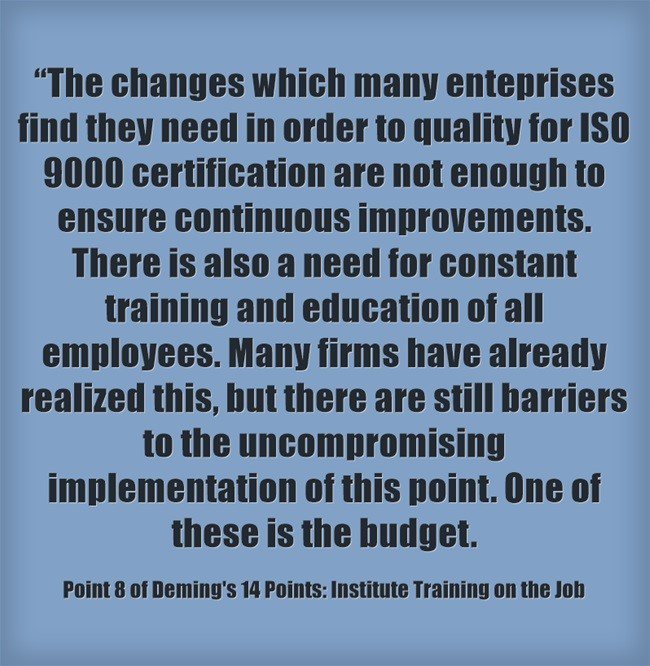 “The changes which many enteprises
find they need in order to quality for ISO
9000 certification are not enough to
ensure continuous improvements.
There is also a need for constant
training and education of all
employees. Many firms have already
realized this, but there are still barriers
to the uncompromising
implementation of this point. One of
these is the budget.
Point 8 of Deming's 14 Points: Institute Training on the Job